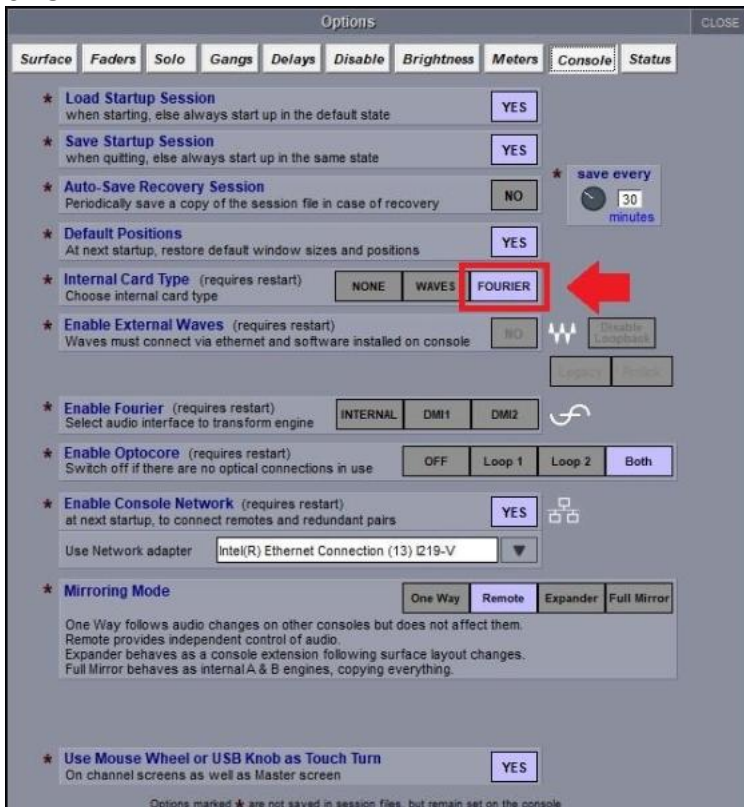 Options
CLOSE
Surface Faders Solo Gangs Delays Disable Brightness Meters Console Status
* Load Startup Session
when starting, else always start up in the default state
YES
* Save Startup Session
when quitting, else always start up in the same state
YES
* Auto-Save Recovery Session
Periodically save a copy of the session file in case of recovery
NO
* save every
30
minutes
* Default Positions
At next startup, restore default window sizes and positions
YES
* Internal Card Type (requires restart)
Choose internal card type
NONE WAVES FOURIER
* Enable External Waves (requires restart)
Waves must connect via ethernet and software installed on console
NO
Disable
Loopback
Legacy
* Enable Fourier (requires restart)
Select audio interface to transform engine
INTERNAL DMI1 DMI2
* Enable Optocore (requires restart)
Switch off if there are no optical connections in use
OFF Loop 1 Loop 2 Both
* Enable Console Network (requires restart)
at next startup, to connect remotes and redundant pairs
YES
Use Network adapter Intel(R) Ethernet Connection (13) I219-V
* Mirroring Mode
One Way Remote Expander Full Mirror
One Way follows audio changes on other consoles but does not affect them.
Remote provides independent control of audio.
Expander behaves as a console extension following surface layout changes.
Full Mirror behaves as internal A & B engines, copying everything.
* Use Mouse Wheel or USB Knob as Touch Turn
On channel screens as well as Master screen
YES
Options marked * are not saved in session files, but remain set on the console